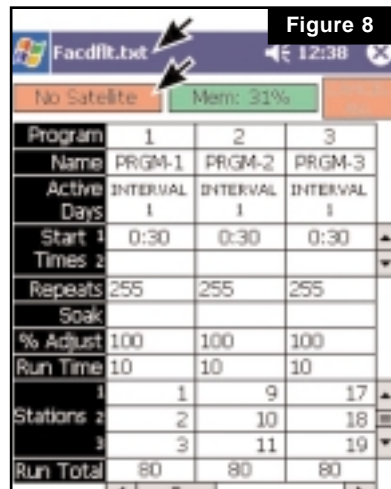 Figure 8
Facdflt.txt 12:38
No Satellite Mem: 31%
Program 1 2 3
Name PRGM-1 PRGM-2 PRGM-3
Active INTERVAL INTERVAL INTERVAL
Days 1 1 1
Start 1 0:30 0:30 0:30
Times 2
Repeats 255 255 255
Soak
% Adjust 100 100 100
Run Time 10 10 10
1 1 9 17
Stations 2 2 10 18
3 3 11 19
Run Total 80 80 80